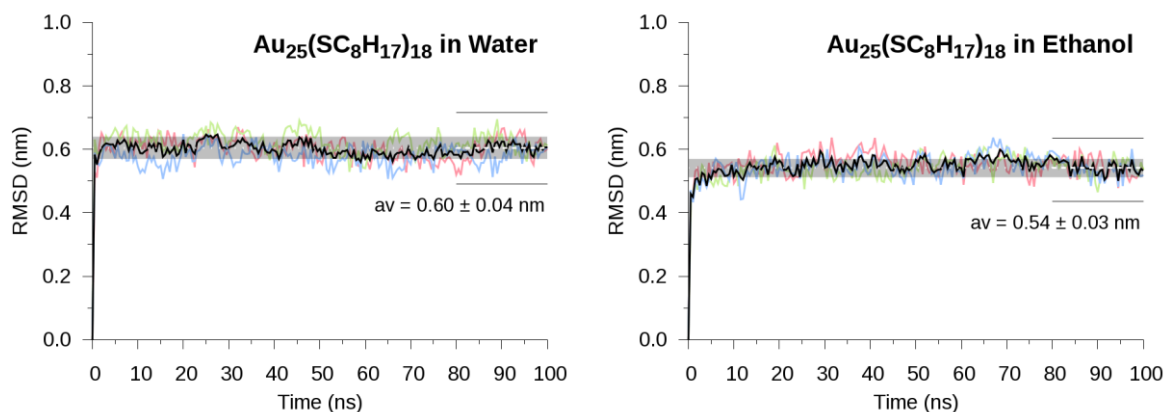 Au25(SC8H17)18 in Water
RMSD (nm)
1.0
0.8
0.6
0.4
0.2
0.0
av = 0.60 ± 0.04 nm
0 10 20 30 40 50 60 70 80 90 100
Time (ns)
Au25(SC8H17)18 in Ethanol
RMSD (nm)
1.0
0.8
0.6
0.4
0.2
0.0
av = 0.54 ± 0.03 nm
0 10 20 30 40 50 60 70 80 90 100
Time (ns)